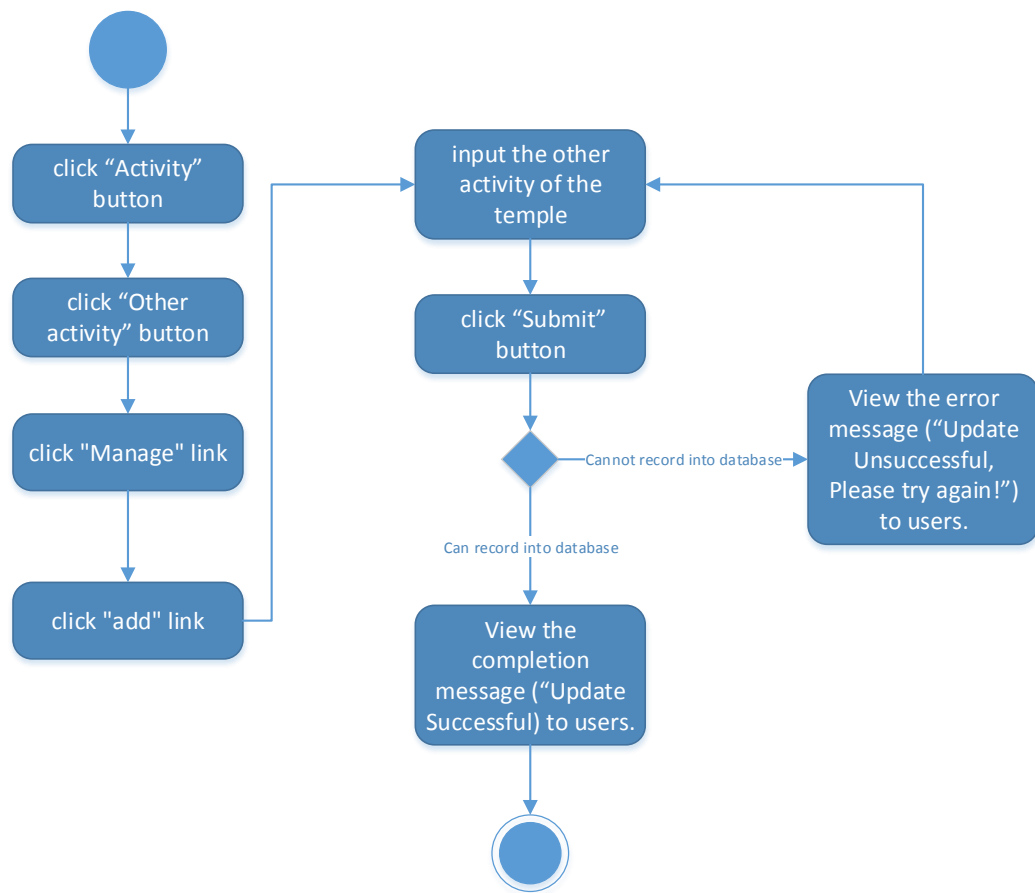 click “Activity”
button
click “Other
activity” button
click "Manage" link
click "add" link
input the other
activity of the
temple
click “Submit”
button
Cannot record into database
View the error
message (“Update
Unsuccessful,
Please try again!”)
to users.
Can record into database
View the
completion
message (“Update
Successful) to users.